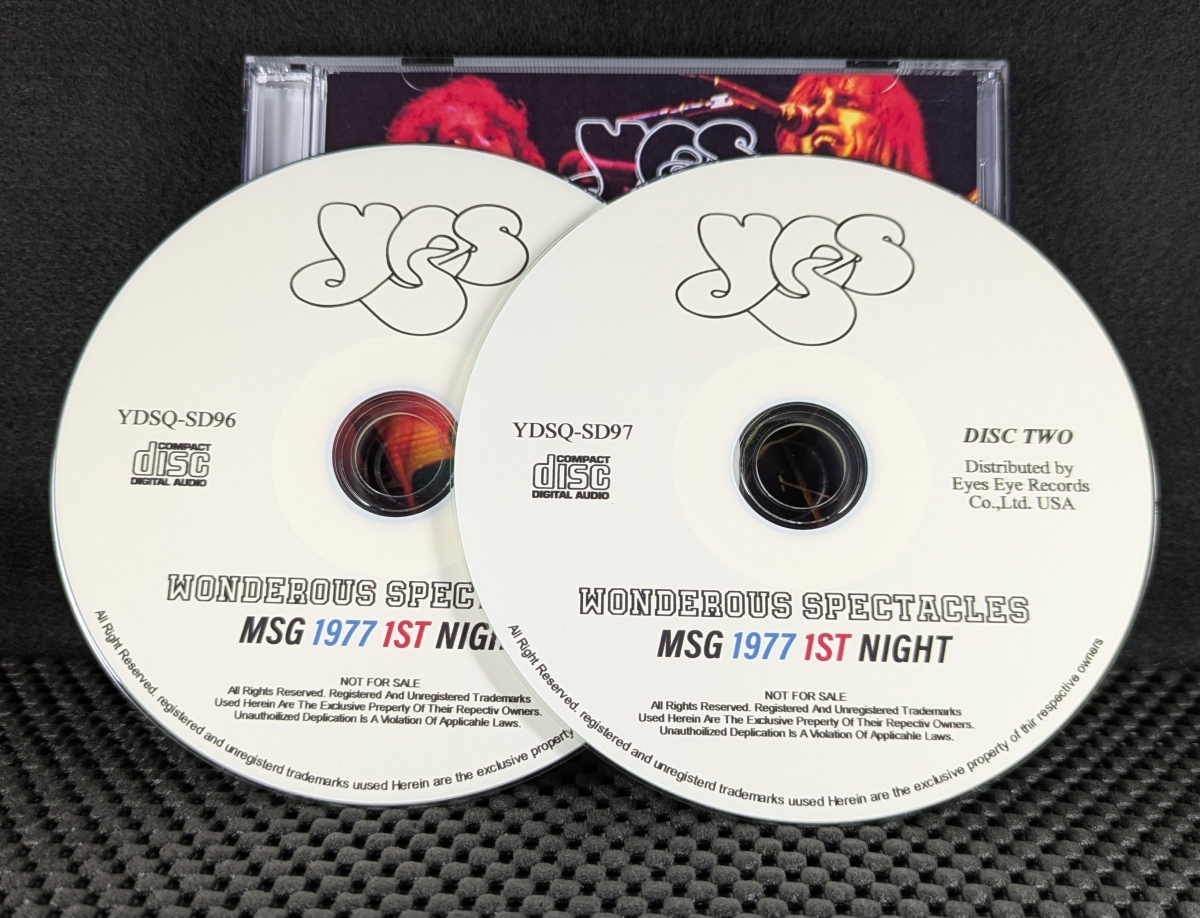 yes
yes
YDSQ-SD96
COMPACT
disc
DIGITAL AUDIO
WONDEROUS SPEC
MSG 1977 1ST NIGH
NOT FOR SALE
All Rights Reserved. Registered And Unregistered Trademarks
Used Herein Are The Exclusive Preperty Of Their Repectiv Owners.
Unauthoilized Deplication Is A Violation Of Applicahle Laws.
All Right Reserved. registered and unregisterd trademarks uused Herein are the exclusive property
yes
YDSQ-SD97
COMPACT
disc
DIGITAL AUDIO
DISC TWO
Distributed by
Eyes Eye Records
Co.,Ltd. USA
WONDEROUS SPECTACLES
MSG 1977 1ST NIGHT
NOT FOR SALE
All Rights Reserved. Registered And Unregistered Trademarks
Used Herein Are The Exclusive Preperty Of Their Repectiv Owners.
Unauthoilized Deplication Is A Violation Of Applicahle Laws.
All Right Reserved. registered and unregisterd trademarks uused Herein are the exclusive property of thir respective owners